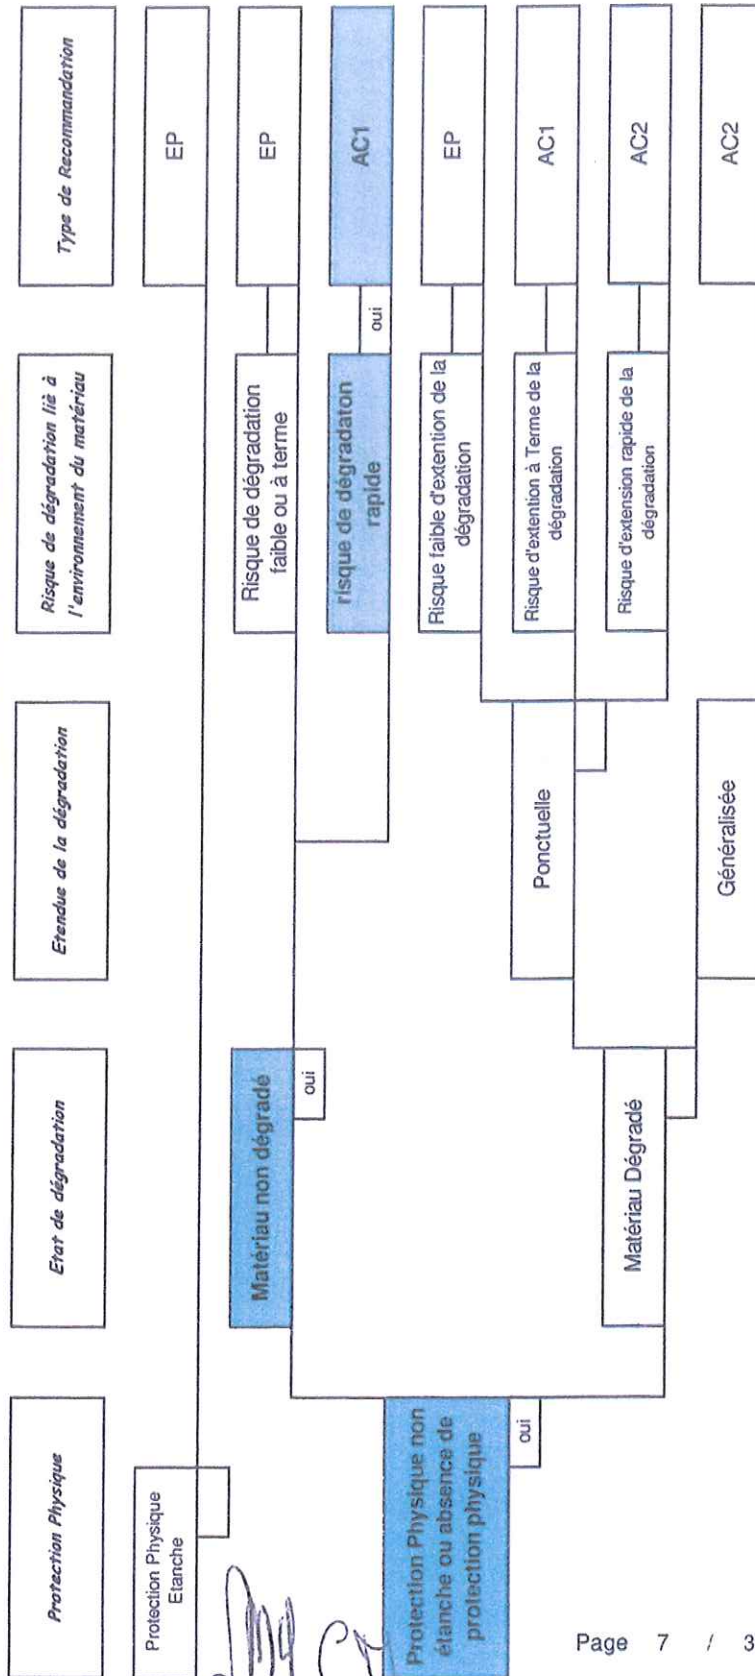 Protection Physique
Etat de dégradation
Etendue de la dégradation
Risque de dégradation lié à
l'environnement du matériau
Type de Recommandation
Protection Physique
Etanche
EP
Matériau non dégradé
oui
Risque de dégradation
faible ou à terme
EP
risque de dégradaton
rapide
oui
AC1
Protection Physique non
étanche ou absence de
protection physique
oui
Risque faible d'extention de la
dégradation
EP
Ponctuelle
Risque d'extention à Terme de la
dégradation
AC1
Matériau Dégradé
Risque d'extension rapide de la
dégradation
AC2
Généralisée
AC2
Page 7 / 3